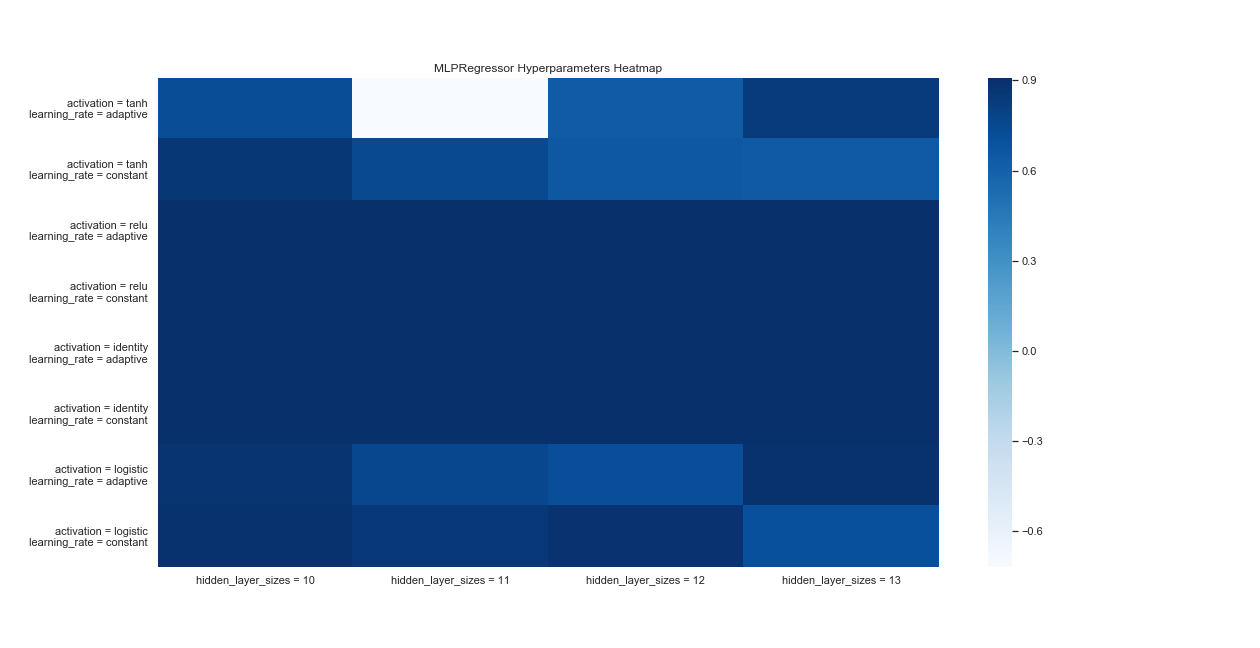 MLPRegressor Hyperparameters Heatmap
activation = tanh
learning_rate = adaptive
activation = tanh
learning_rate = constant
activation = relu
learning_rate = adaptive
activation = relu
learning_rate = constant
activation = identity
learning_rate = adaptive
activation = identity
learning_rate = constant
activation = logistic
learning_rate = adaptive
activation = logistic
learning_rate = constant
hidden_layer_sizes = 10
hidden_layer_sizes = 11
hidden_layer_sizes = 12
hidden_layer_sizes = 13
0.9
0.6
0.3
0.0
−0.3
−0.6